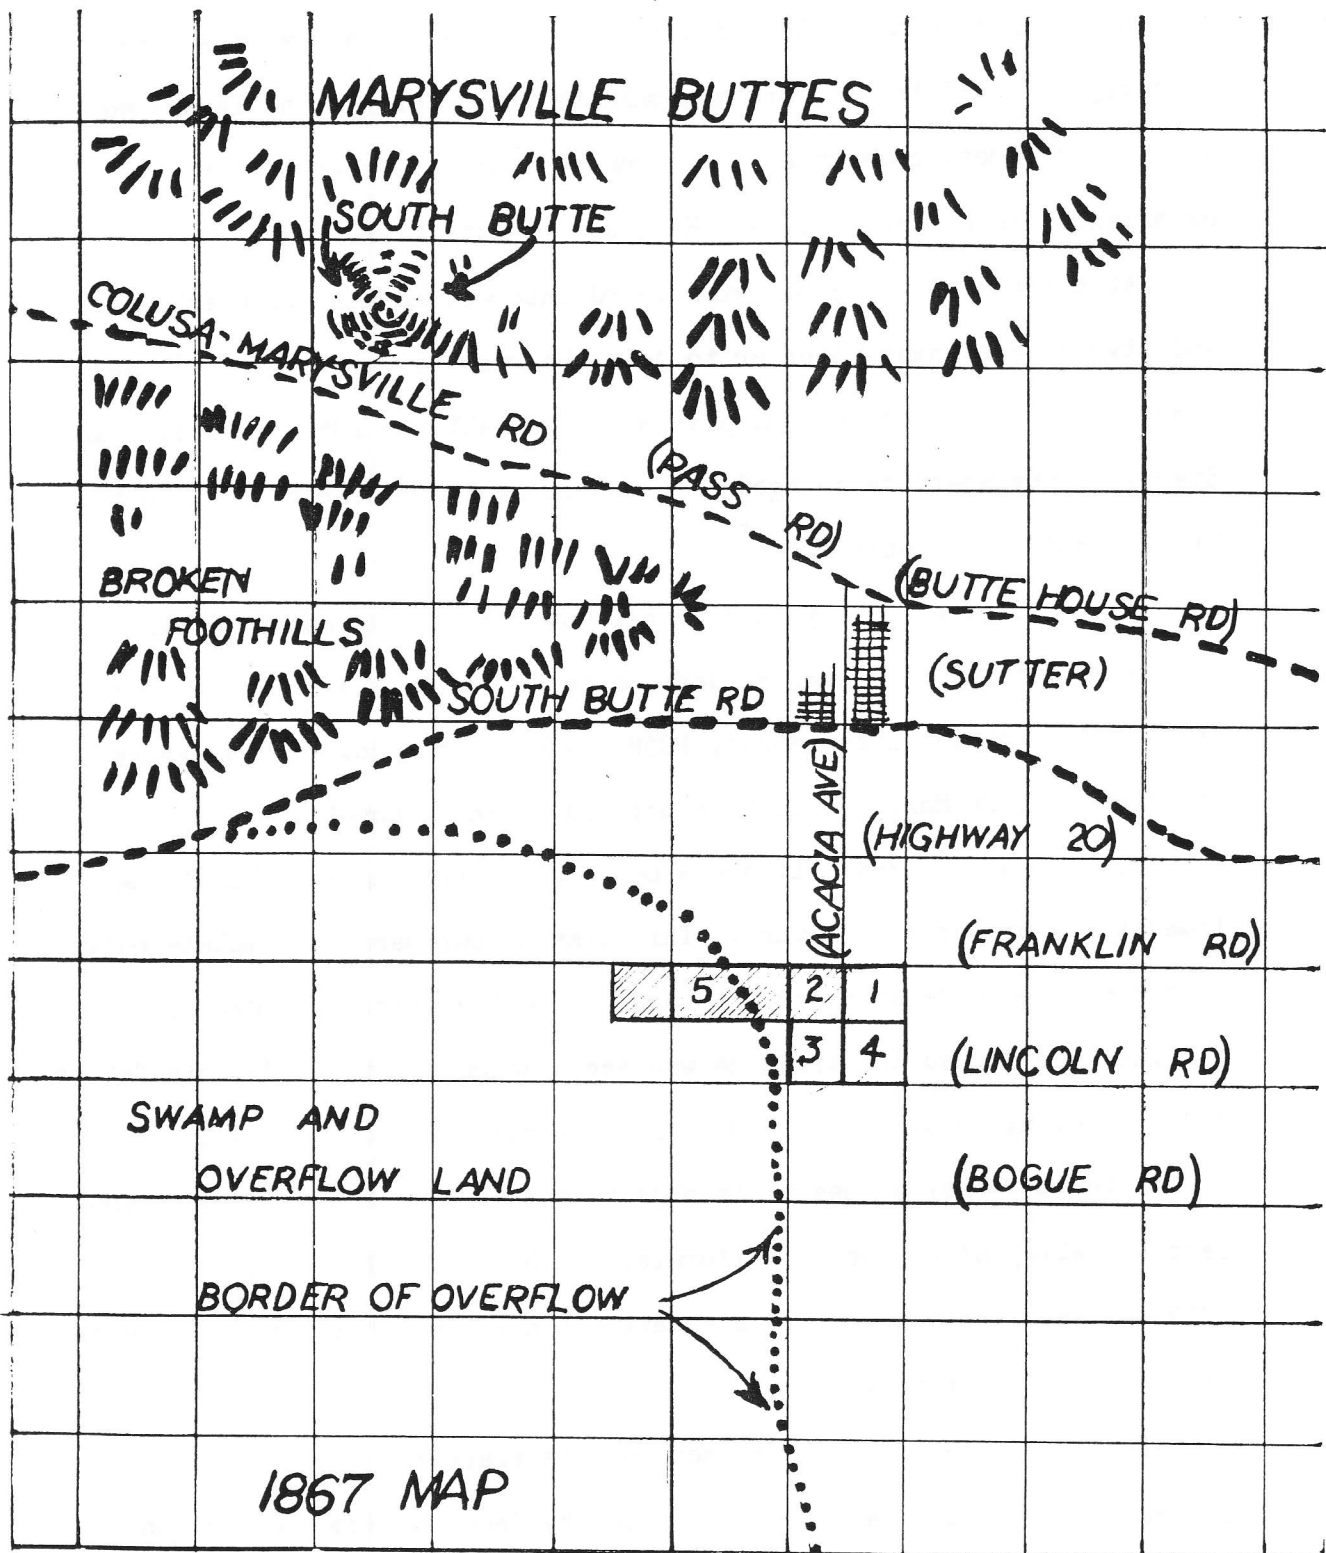 MARYSVILLE BUTTES
SOUTH BUTTE
COLUSA-MARYSVILLE RD
(PASS RD)
(BUTTE HOUSE RD)
BROKEN
FOOTHILLS
(SUTTER)
SOUTH BUTTE RD
(ACACIA AVE)
(HIGHWAY 20)
(FRANKLIN RD)
5 2 1
3 4
(LINCOLN RD)
SWAMP AND
OVERFLOW LAND
(BOGUE RD)
BORDER OF OVERFLOW
1867 MAP